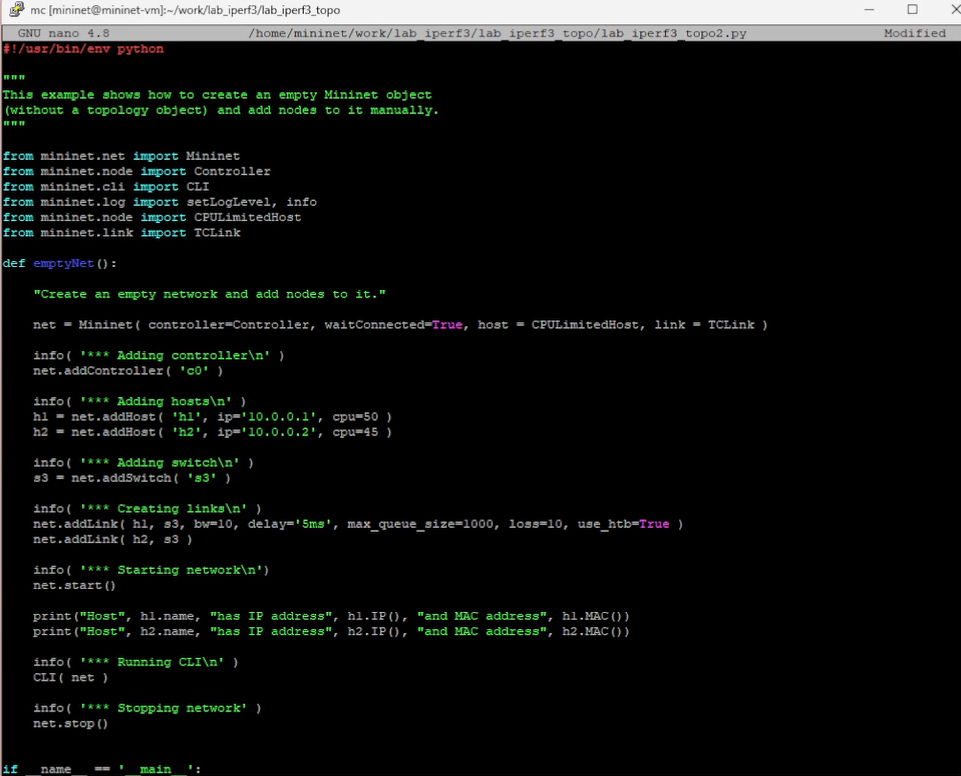 mc [mininet@mininet-vm]:~/work/lab_iperf3/lab_iperf3_topo
GNU nano 4.8 /home/mininet/work/lab_iperf3/lab_iperf3_topo/lab_iperf3_topo2.py Modified
#!/usr/bin/env python
"""
This example shows how to create an empty Mininet object
(without a topology object) and add nodes to it manually.
"""
from mininet.net import Mininet
from mininet.node import Controller
from mininet.cli import CLI
from mininet.log import setLogLevel, info
from mininet.node import CPULimitedHost
from mininet.link import TCLink
def emptyNet():
    "Create an empty network and add nodes to it."
    net = Mininet( controller=Controller, waitConnected=True, host = CPULimitedHost, link = TCLink )
    info( '*** Adding controller\n' )
    net.addController( 'c0' )
    info( '*** Adding hosts\n' )
    h1 = net.addHost( 'h1', ip='10.0.0.1', cpu=50 )
    h2 = net.addHost( 'h2', ip='10.0.0.2', cpu=45 )
    info( '*** Adding switch\n' )
    s3 = net.addSwitch( 's3' )
    info( '*** Creating links\n' )
    net.addLink( h1, s3, bw=10, delay='5ms', max_queue_size=1000, loss=10, use_htb=True )
    net.addLink( h2, s3 )
    info( '*** Starting network\n')
    net.start()
    print("Host", h1.name, "has IP address", h1.IP(), "and MAC address", h1.MAC())
    print("Host", h2.name, "has IP address", h2.IP(), "and MAC address", h2.MAC())
    info( '*** Running CLI\n' )
    CLI( net )
    info( '*** Stopping network' )
    net.stop()
if __name__ == '__main__':